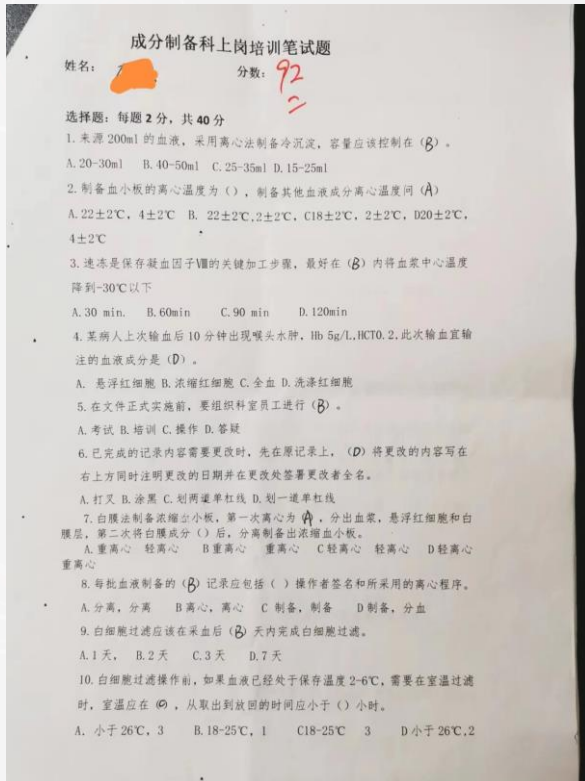 成分制备科上岗培训笔试题
姓名: 分数: 92
选择题: 每题2分, 共40分
1. 来源200ml的血液, 采用离心法制备冷沉淀, 容量应该控制在 (B) 。
A. 20-30ml B. 40-50ml C. 25-35ml D. 15-25ml
2. 制备血小板的离心温度为 () , 制备其他血液成分离心温度问 (A)
A. 22±2℃, 4±2℃ B. 22±2℃, 2±2℃, C18±2℃, 2±2℃, D20±2℃,
4±2℃
3. 速冻是保存凝血因子Ⅷ的关键加工步骤, 最好在 (B) 内将血浆中心温度
降到-30℃以下
A. 30 min. B. 60min C. 90 min D. 120min
4. 某病人上次输血后10分钟出现喉头水肿, Hb 5g/L, HCT0.2, 此次输血宜输
注的血液成分是 (D) 。
A. 悬浮红细胞 B. 浓缩红细胞 C. 全血 D. 洗涤红细胞
5. 在文件正式实施前, 要组织科室员工进行 (B) 。
A. 考试 B. 培训 C. 操作 D. 答疑
6. 已完成的记录内容需要更改时, 先在原记录上, (D) 将更改的内容写在
右上方同时注明更改的日期并在更改处签署更改者全名。
A. 打叉 B. 涂黑 C. 划两道单杠线 D. 划一道单杠线
7. 白膜法制备浓缩血小板, 第一次离心为 (A) , 分出血浆, 悬浮红细胞和白
膜层, 第二次将白膜成分 () 后, 分离制备出浓缩血小板。
A. 重离心 轻离心 B重离心 重离心 C轻离心 轻离心 D轻离心
重离心
8. 每批血液制备的 (B) 记录应包括 ( ) 操作者签名和所采用的离心程序。
A. 分离, 分离 B离心, 离心 C 制备, 制备 D制备, 分血
9. 白细胞过滤应该在采血后 (B) 天内完成白细胞过滤。
A. 1天, B. 2天 C. 3天 D. 7天
10. 白细胞过滤操作前, 如果血液已经处于保存温度2-6℃, 需要在室温过滤
时, 室温应在 (C) , 从取出到放回的时间应小于 () 小时。
A. 小于26℃, 3 B. 18-25℃, 1 C18-25℃ 3 D小于26℃, 2